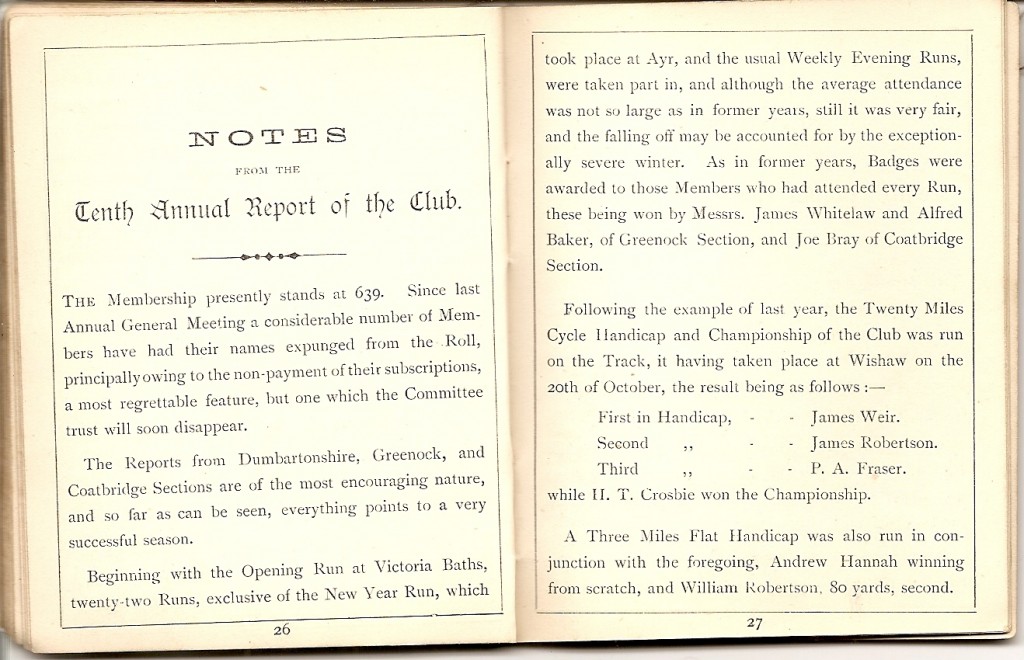 NOTES
FROM THE
Tenth Annual Report of the Club.
THE Membership presently stands at 639. Since last
Annual General Meeting a considerable number of Mem-
bers have had their names expunged from the Roll,
principally owing to the non-payment of their subscriptions,
a most regrettable feature, but one which the Committee
trust will soon disappear.
The Reports from Dumbartonshire, Greenock, and
Coatbridge Sections are of the most encouraging nature,
and so far as can be seen, everything points to a very
successful season.
Beginning with the Opening Run at Victoria Baths,
twenty-two Runs, exclusive of the New Year Run, which
26
took place at Ayr, and the usual Weekly Evening Runs,
were taken part in, and although the average attendance
was not so large as in former years, still it was very fair,
and the falling off may be accounted for by the exception-
ally severe winter. As in former years, Badges were
awarded to those Members who had attended every Run,
these being won by Messrs. James Whitelaw and Alfred
Baker, of Greenock Section, and Joe Bray of Coatbridge
Section.
Following the example of last year, the Twenty Miles
Cycle Handicap and Championship of the Club was run
on the Track, it having taken place at Wishaw on the
20th of October, the result being as follows :—
First in Handicap, - - James Weir.
Second ,, - - James Robertson.
Third ,, - - P. A. Fraser.
while H. T. Crosbie won the Championship.
A Three Miles Flat Handicap was also run in con-
junction with the foregoing, Andrew Hannah winning
from scratch, and William Robertson, 80 yards, second.
27